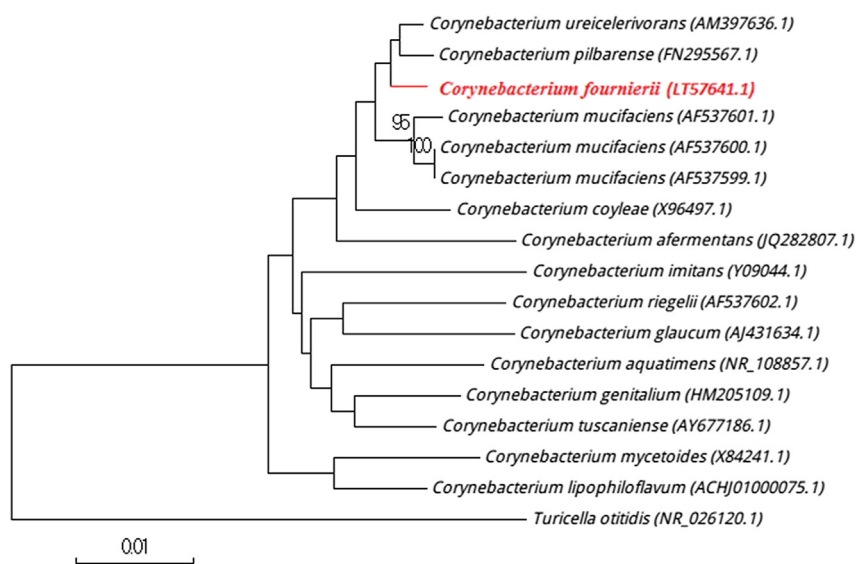 Corynebacterium ureicelerivorans (AM397636.1)
Corynebacterium pilbarense (FN295567.1)
Corynebacterium fournierii (LT57641.1)
95
Corynebacterium mucifaciens (AF537601.1)
100
Corynebacterium mucifaciens (AF537600.1)
Corynebacterium mucifaciens (AF537599.1)
Corynebacterium coyleae (X96497.1)
Corynebacterium afermentans (JQ282807.1)
Corynebacterium imitans (Y09044.1)
Corynebacterium riegelii (AF537602.1)
Corynebacterium glaucum (AJ431634.1)
Corynebacterium aquatimens (NR_108857.1)
Corynebacterium genitalium (HM205109.1)
Corynebacterium tuscaniense (AY677186.1)
Corynebacterium mycetoides (X84241.1)
Corynebacterium lipophiloflavum (ACHJ01000075.1)
Turicella otitidis (NR_026120.1)
0.01